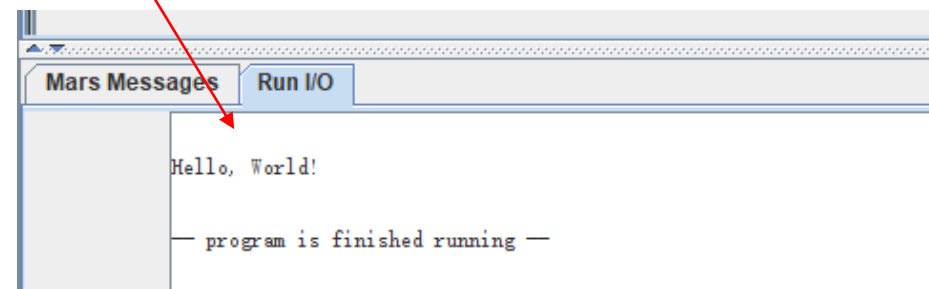 Mars Messages Run I/O
Hello, World!
— program is finished running —